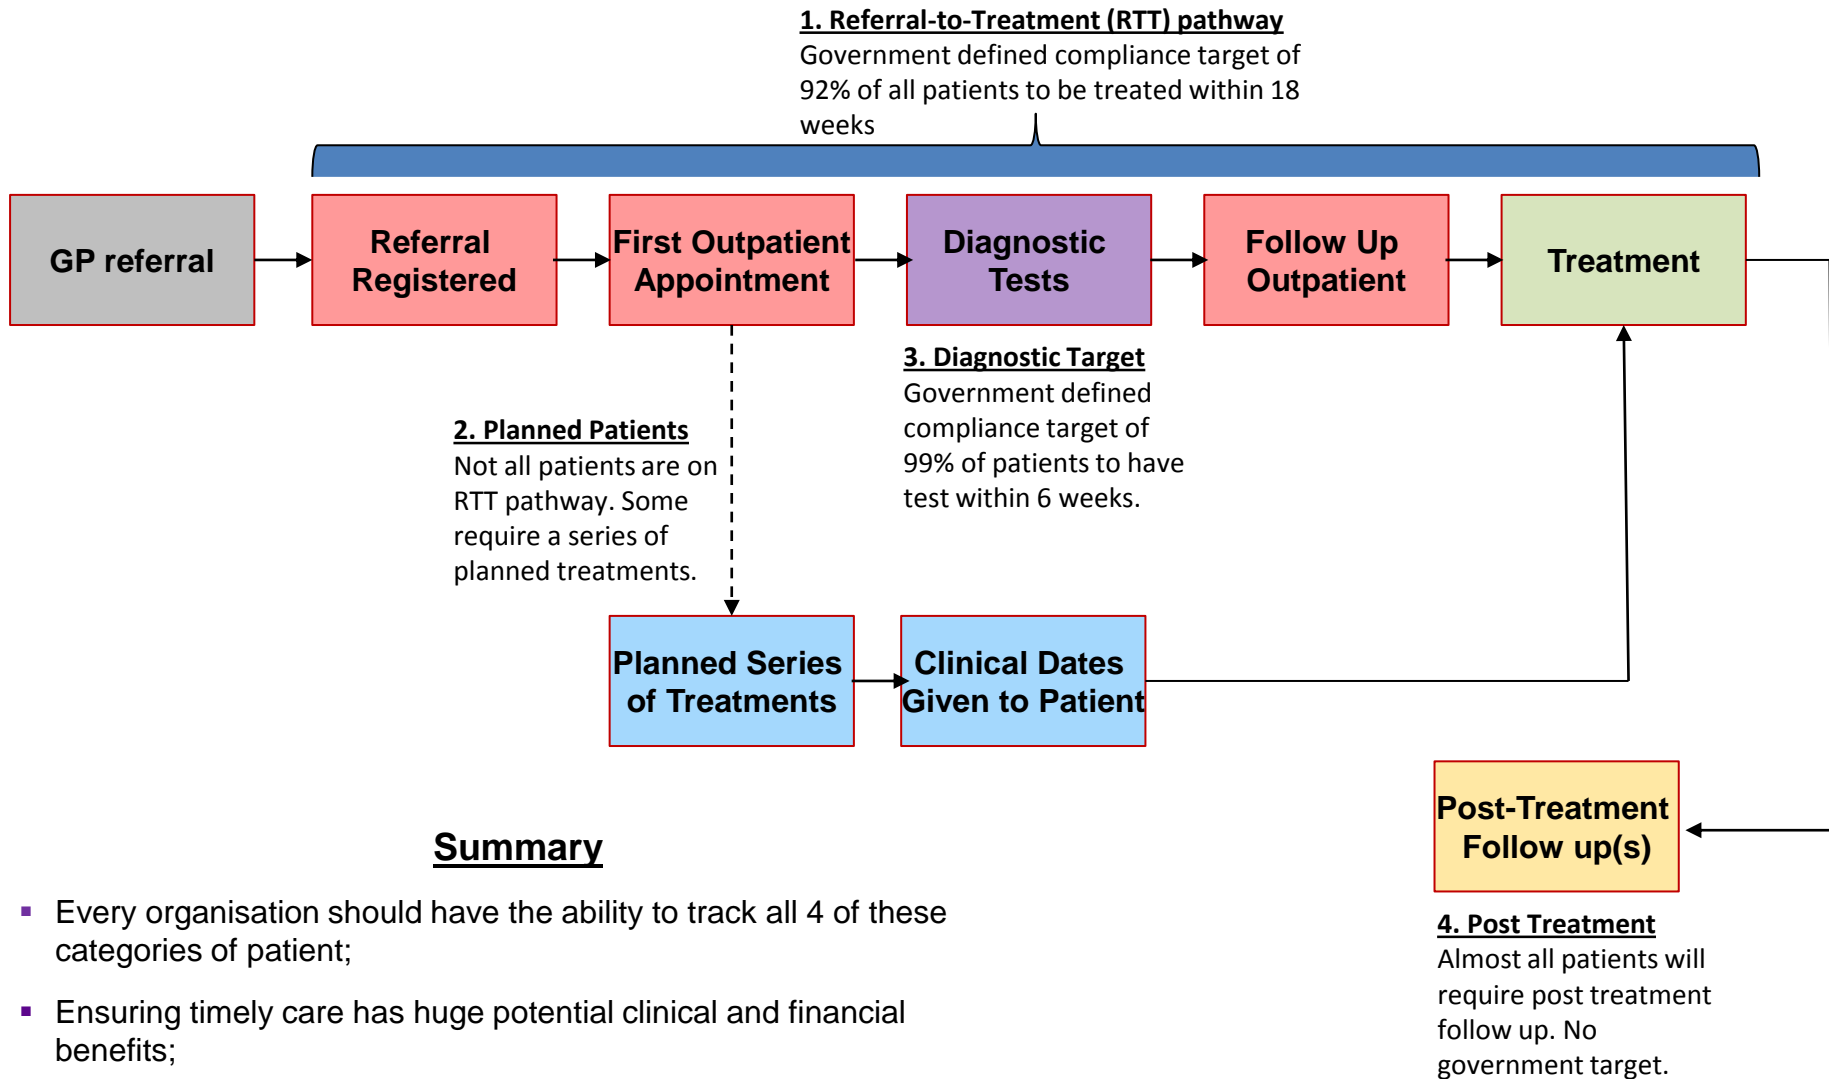 1. Referral-to-Treatment (RTT) pathway
Government defined compliance target of
92% of all patients to be treated within 18
weeks
GP referral
Referral
Registered
First Outpatient
Appointment
Diagnostic
Tests
Follow Up
Outpatient
Treatment
3. Diagnostic Target
Government defined
compliance target of
99% of patients to have
test within 6 weeks.
2. Planned Patients
Not all patients are on
RTT pathway. Some
require a series of
planned treatments.
Planned Series
of Treatments
Clinical Dates
Given to Patient
Post-Treatment
Follow up(s)
4. Post Treatment
Almost all patients will
require post treatment
follow up. No
government target.
Summary
▪ Every organisation should have the ability to track all 4 of these
categories of patient;
▪ Ensuring timely care has huge potential clinical and financial
benefits;